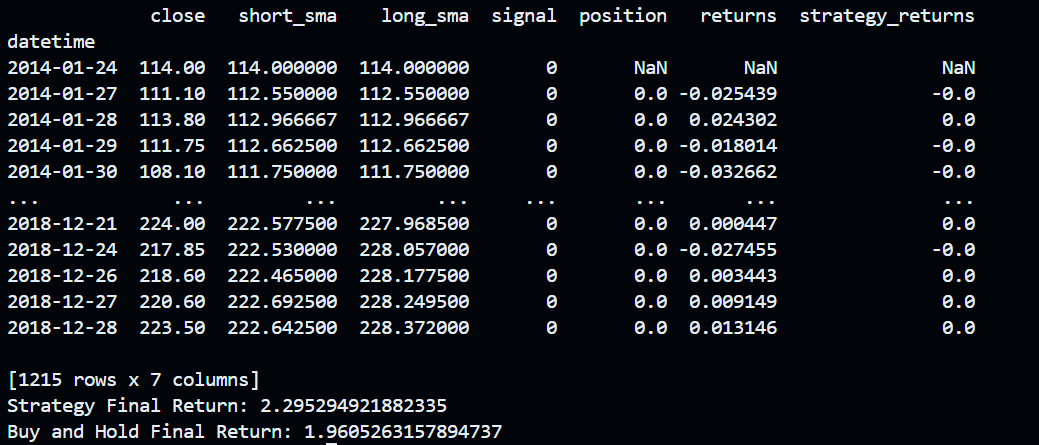 close short_sma long_sma signal position returns strategy_returns
datetime
2014-01-24 114.00 114.000000 114.000000 0 NaN NaN NaN
2014-01-27 111.10 112.550000 112.550000 0 0.0 -0.025439 -0.0
2014-01-28 113.80 112.966667 112.966667 0 0.0 0.024302 0.0
2014-01-29 111.75 112.662500 112.662500 0 0.0 -0.018014 -0.0
2014-01-30 108.10 111.750000 111.750000 0 0.0 -0.032662 -0.0
... ... ... ... ... ... ... ...
2018-12-21 224.00 222.577500 227.968500 0 0.0 0.000447 0.0
2018-12-24 217.85 222.530000 228.057000 0 0.0 -0.027455 -0.0
2018-12-26 218.60 222.465000 228.177500 0 0.0 0.003443 0.0
2018-12-27 220.60 222.692500 228.249500 0 0.0 0.009149 0.0
2018-12-28 223.50 222.642500 228.372000 0 0.0 0.013146 0.0
[1215 rows x 7 columns]
Strategy Final Return: 2.295294921882335
Buy and Hold Final Return: 1.9605263157894737